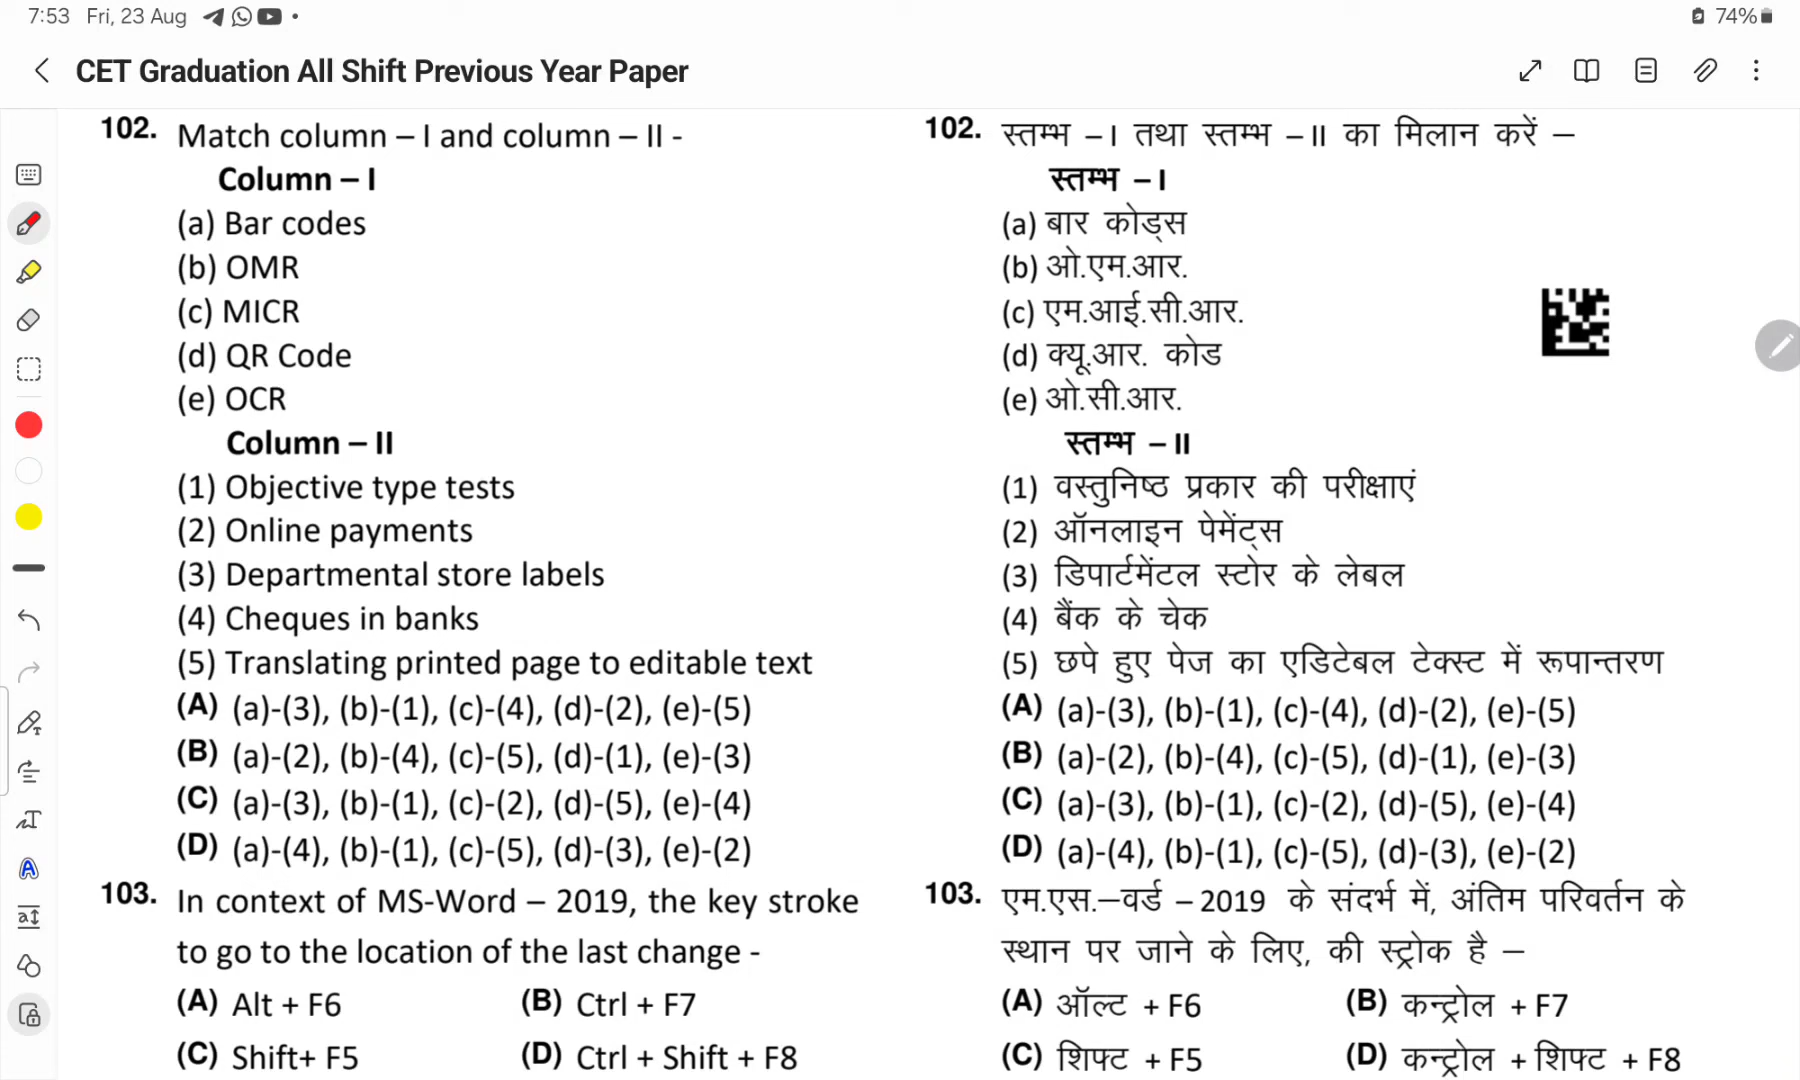 7:53 Fri, 23 Aug
74%
CET Graduation All Shift Previous Year Paper
102. Match column – I and column – II -
Column – I
(a) Bar codes
(b) OMR
(c) MICR
(d) QR Code
(e) OCR
Column – II
(1) Objective type tests
(2) Online payments
(3) Departmental store labels
(4) Cheques in banks
(5) Translating printed page to editable text
(A) (a)-(3), (b)-(1), (c)-(4), (d)-(2), (e)-(5)
(B) (a)-(2), (b)-(4), (c)-(5), (d)-(1), (e)-(3)
(C) (a)-(3), (b)-(1), (c)-(2), (d)-(5), (e)-(4)
(D) (a)-(4), (b)-(1), (c)-(5), (d)-(3), (e)-(2)
103. In context of MS-Word – 2019, the key stroke
to go to the location of the last change -
(A) Alt + F6 (B) Ctrl + F7
(C) Shift+ F5 (D) Ctrl + Shift + F8
102. स्तम्भ – I तथा स्तम्भ – II का मिलान करें –
स्तम्भ – I
(a) बार कोड्स
(b) ओ.एम.आर.
(c) एम.आई.सी.आर.
(d) क्यू.आर. कोड
(e) ओ.सी.आर.
स्तम्भ – II
(1) वस्तुनिष्ठ प्रकार की परीक्षाएं
(2) ऑनलाइन पेमेंट्स
(3) डिपार्टमेंटल स्टोर के लेबल
(4) बैंक के चेक
(5) छपे हुए पेज का एडिटेबल टेक्स्ट में रूपान्तरण
(A) (a)-(3), (b)-(1), (c)-(4), (d)-(2), (e)-(5)
(B) (a)-(2), (b)-(4), (c)-(5), (d)-(1), (e)-(3)
(C) (a)-(3), (b)-(1), (c)-(2), (d)-(5), (e)-(4)
(D) (a)-(4), (b)-(1), (c)-(5), (d)-(3), (e)-(2)
103. एम.एस.–वर्ड – 2019 के संदर्भ में, अंतिम परिवर्तन के
स्थान पर जाने के लिए, की स्ट्रोक है –
(A) ऑल्ट + F6 (B) कन्ट्रोल + F7
(C) शिफ्ट + F5 (D) कन्ट्रोल + शिफ्ट + F8